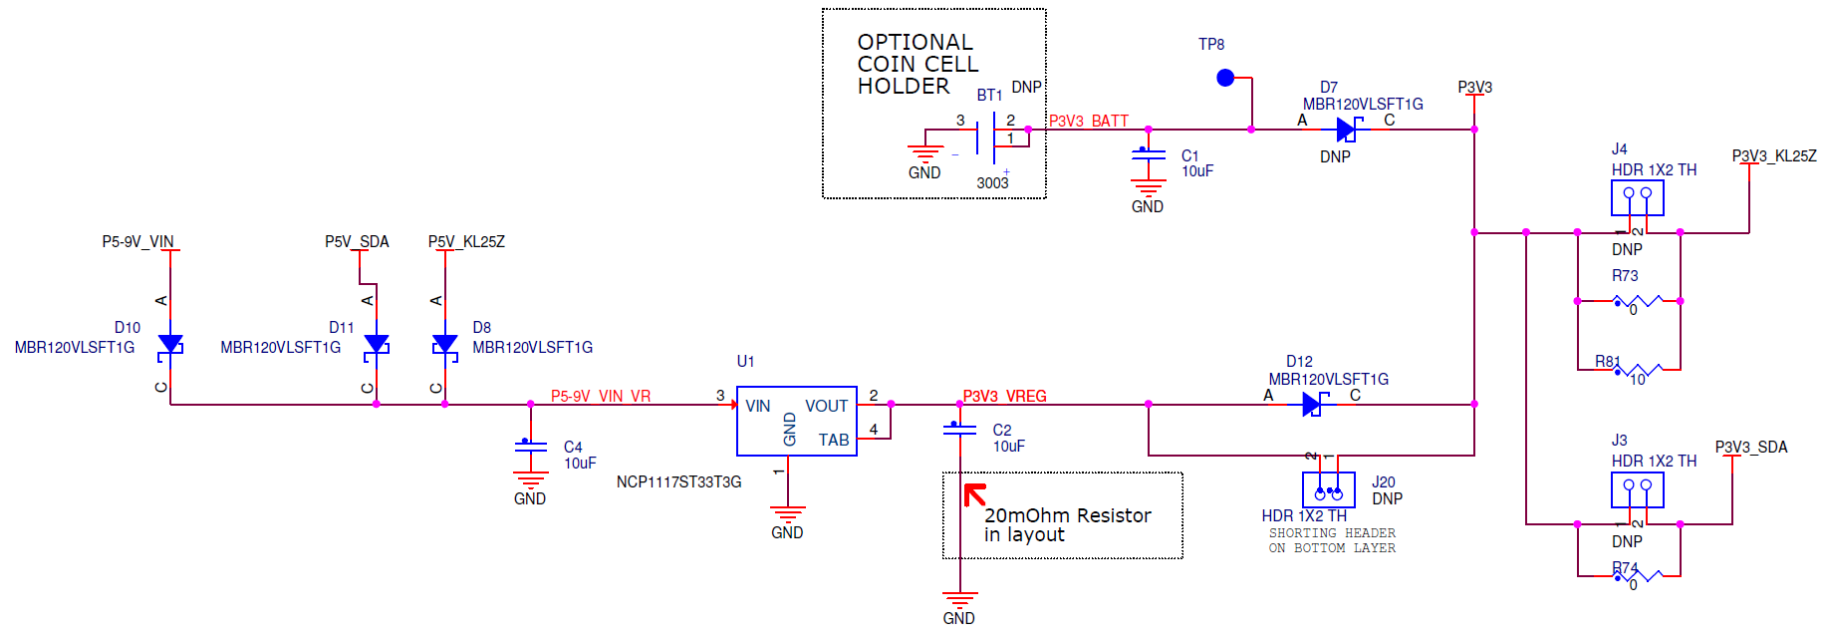 OPTIONAL
COIN CELL
HOLDER
DNP
BT1
3
2
1
-
+
3003
GND
P3V3_BATT
C1
10uF
GND
TP8
D7
MBR120VLSFT1G
A
C
DNP
P3V3
J4
HDR 1X2 TH
1
2
DNP
P3V3_KL25Z
R73
0
R81
10
P5-9V_VIN
P5V_SDA
P5V_KL25Z
A
A
A
D10
MBR120VLSFT1G
D11
MBR120VLSFT1G
D8
MBR120VLSFT1G
C
C
C
P5-9V_VIN_VR
C4
10uF
GND
U1
3
VIN
GND
VOUT
TAB
2
4
1
NCP1117ST33T3G
GND
P3V3_VREG
C2
10uF
20mOhm Resistor
in layout
GND
D12
MBR120VLSFT1G
A
C
2
1
J20
DNP
HDR 1X2 TH
SHORTING HEADER
ON BOTTOM LAYER
J3
HDR 1X2 TH
1
2
DNP
P3V3_SDA
R74
0